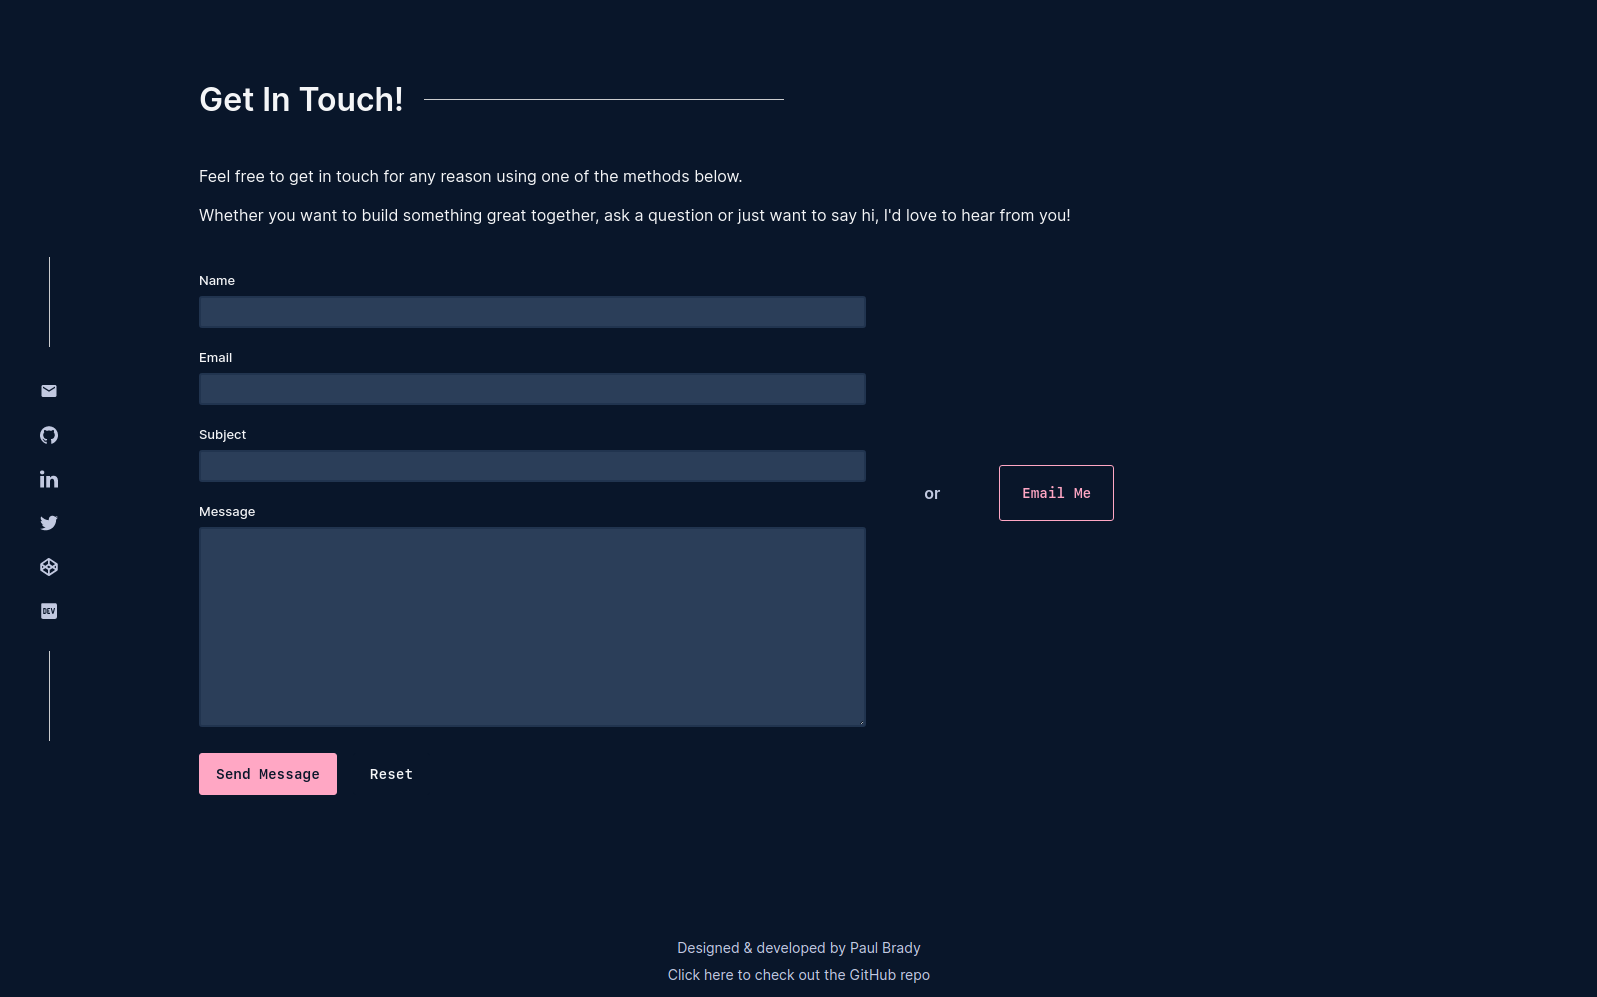 Get In Touch!
Feel free to get in touch for any reason using one of the methods below.
Whether you want to build something great together, ask a question or just want to say hi, I'd love to hear from you!
Name
Email
Subject
Message
or
Email Me
DEV
Send Message
Reset
Designed & developed by Paul Brady
Click here to check out the GitHub repo